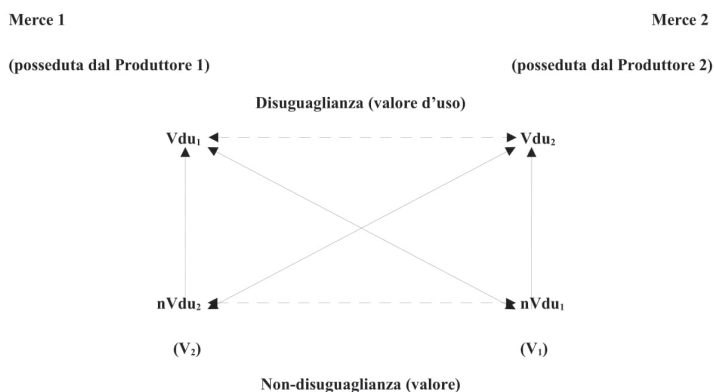 Merce 1 Merce 2
(posseduta dal Produttore 1) (posseduta dal Produttore 2)
Disuguaglianza (valore d’uso)
Vdu₁ Vdu₂
nVdu₂ nVdu₁
(V₂) (V₁)
Non-disuguaglianza (valore)